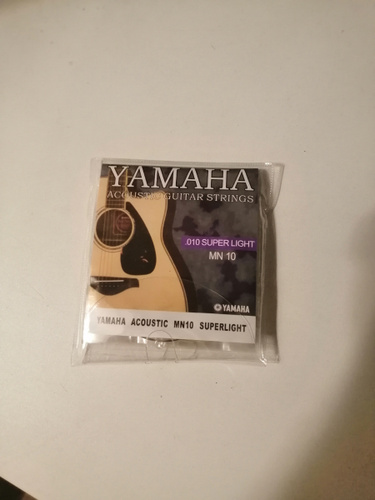 YAMAHA
ACOUSTIC GUITAR STRINGS
.010 SUPER LIGHT
MN 10
YAMAHA
YAMAHA ACOUSTIC MN10 SUPERLIGHT